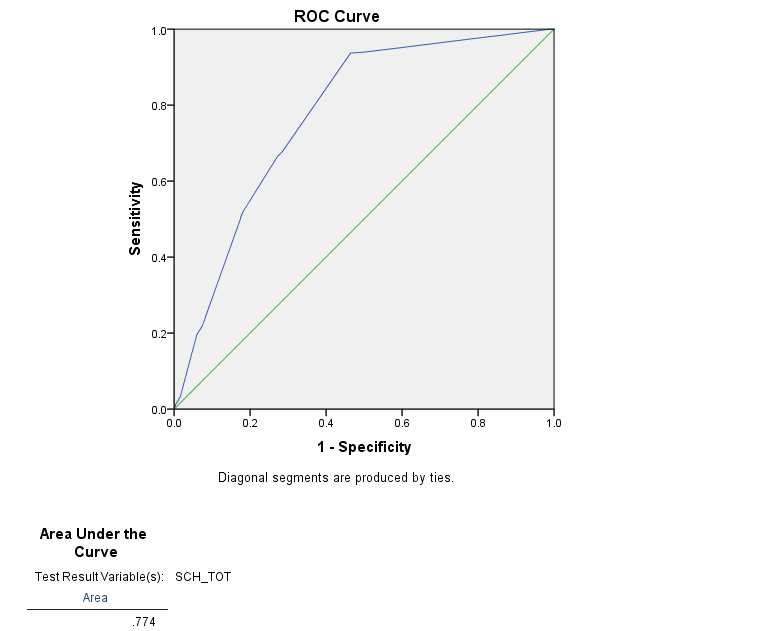 ROC Curve
1.0
0.8
0.6
0.4
0.2
0.0
Sensitivity
0.0 0.2 0.4 0.6 0.8 1.0
1 - Specificity
Diagonal segments are produced by ties.
Area Under the
Curve
Test Result Variable(s): SCH_TOT
Area
.774